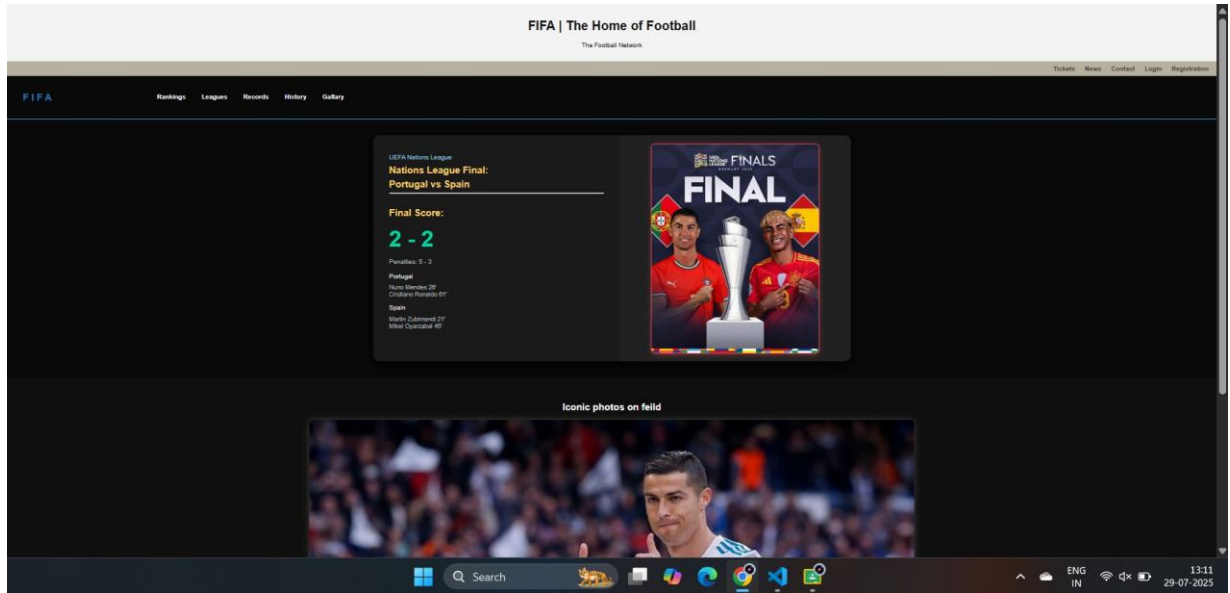 FIFA | The Home of Football
The Football Network
Tickets News Contact Login Registration
FIFA Rankings Leagues Records History Gallary
UEFA Nations League
Nations League Final:
Portugal vs Spain
Final Score:
2 - 2
Penalties: 5 - 3
Portugal
Nuno Mendes 26'
Cristiano Ronaldo 61'
Spain
Martin Zubimendi 21'
Mikel Oyarzabal 45'
FINALS
FINAL
Iconic photos on feild
Search
ENG
IN
13:11
29-07-2025